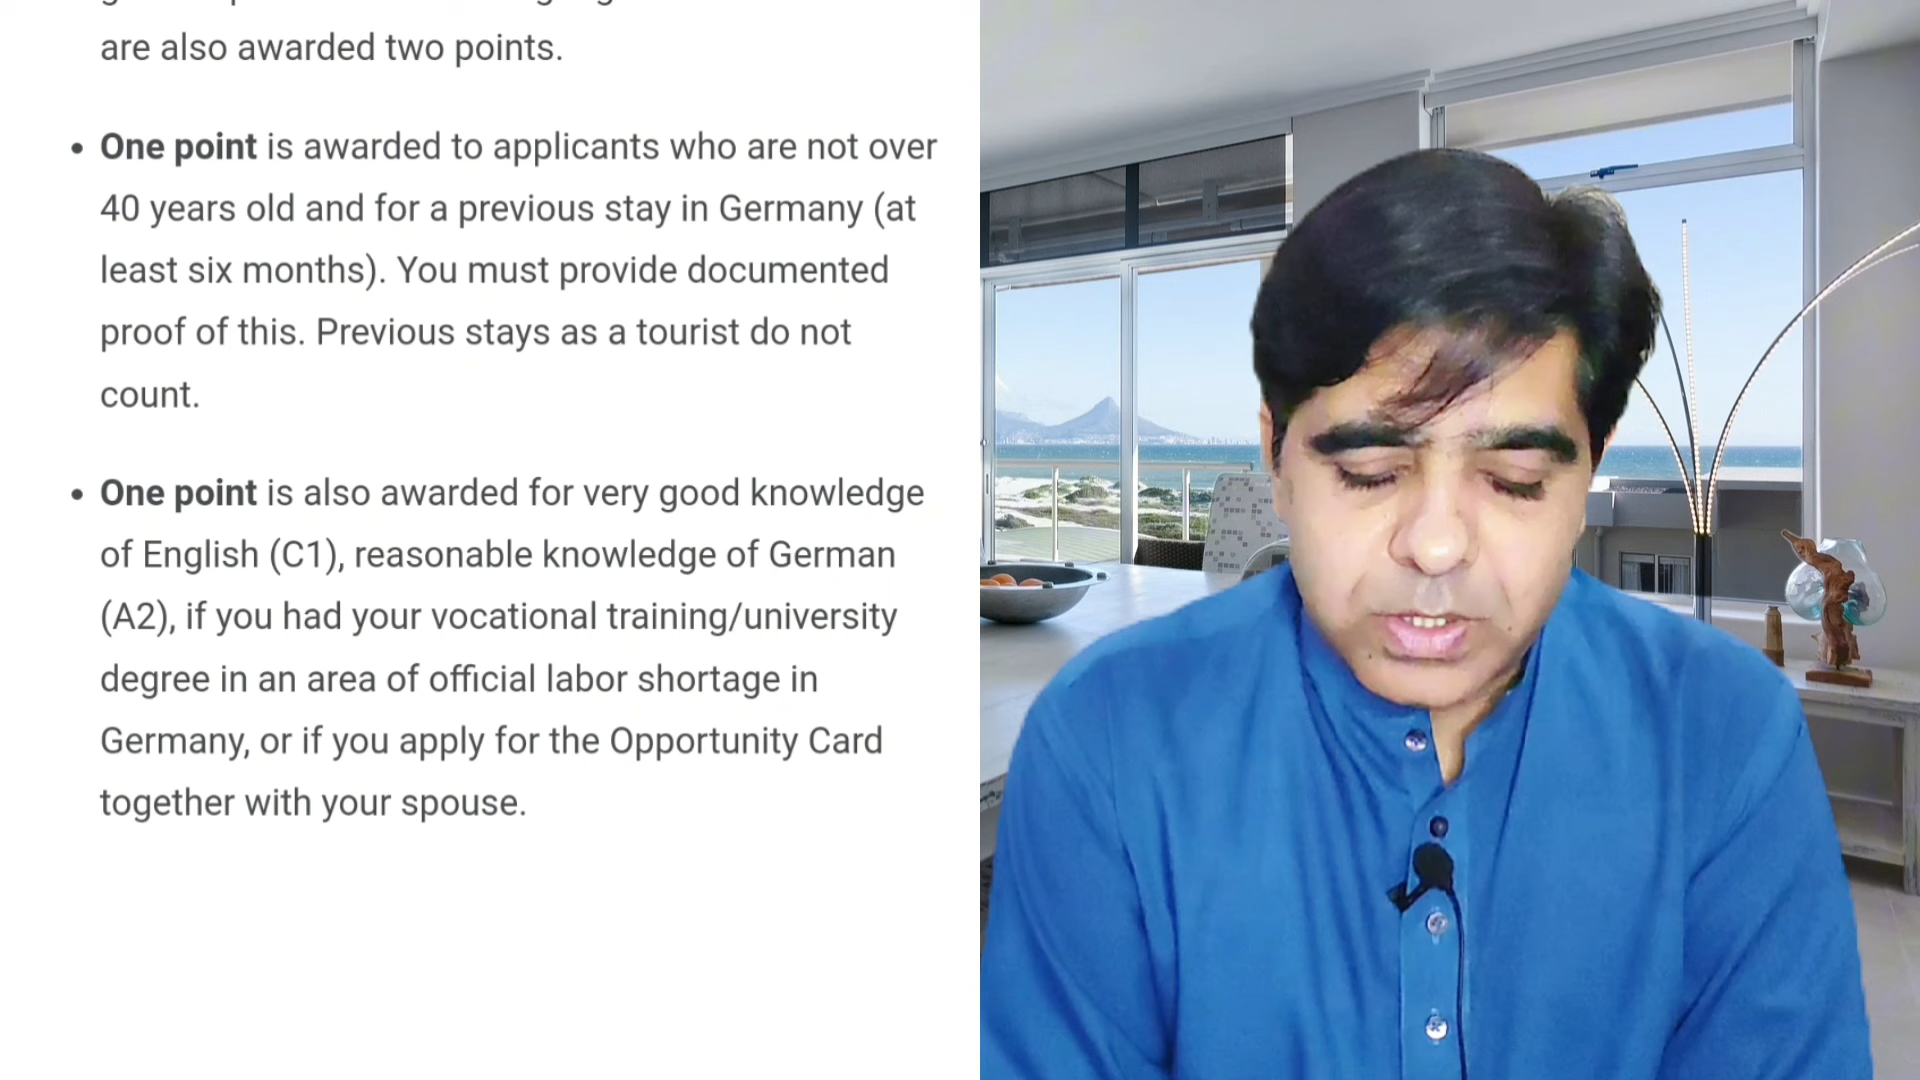 are also awarded two points.
• One point is awarded to applicants who are not over
40 years old and for a previous stay in Germany (at
least six months). You must provide documented
proof of this. Previous stays as a tourist do not
count.
• One point is also awarded for very good knowledge
of English (C1), reasonable knowledge of German
(A2), if you had your vocational training/university
degree in an area of official labor shortage in
Germany, or if you apply for the Opportunity Card
together with your spouse.